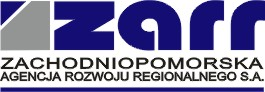 zarr
ZACHODNIOPOMORSKA
AGENCJA ROZWOJU REGIONALNEGO S.A.